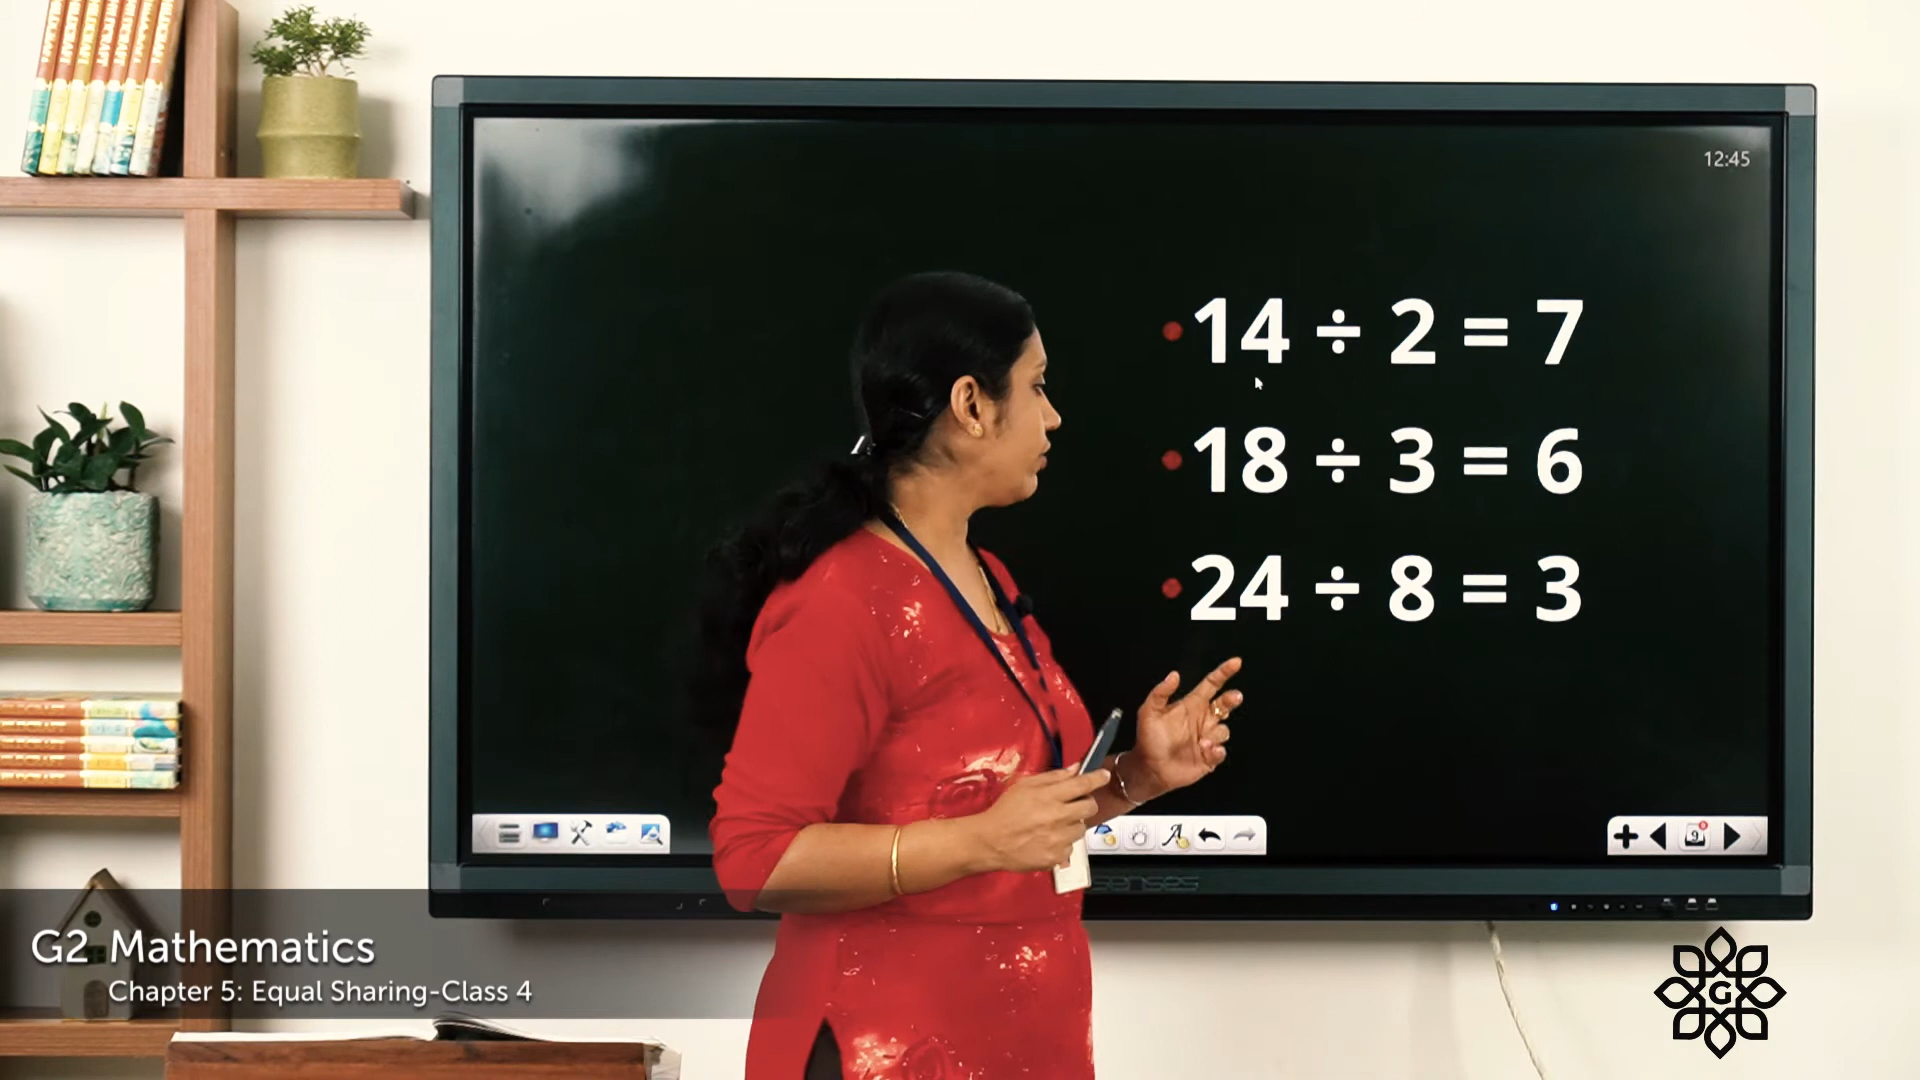 12:45
14 ÷ 2 = 7
18 ÷ 3 = 6
24 ÷ 8 = 3
senses
G2 Mathematics
Chapter 5: Equal Sharing-Class 4
G